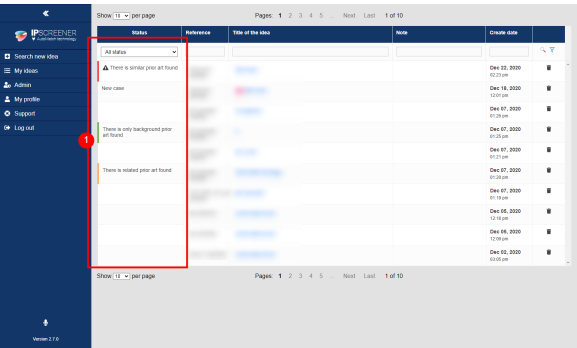 «
Show 10 per page
Pages: 1 2 3 4 5 ... Next Last 1 of 10
IPSCREENER
Status Reference Title of the idea Note Create date
All status
Search new idea
My ideas
Admin
My profile
Support
Log out
There is similar prior art found
Dec 22, 2020
02:23 pm
New case
Dec 18, 2020
12:01 pm
Dec 07, 2020
01:26 pm
1
There is only background prior
art found
Dec 07, 2020
01:25 pm
Dec 07, 2020
01:21 pm
There is related prior art found
Dec 07, 2020
01:20 pm
Dec 07, 2020
01:19 pm
Dec 05, 2020
12:10 pm
Dec 05, 2020
12:09 pm
Dec 02, 2020
03:05 pm
Show 10 per page
Pages: 1 2 3 4 5 ... Next Last 1 of 10
Version 2.7.0